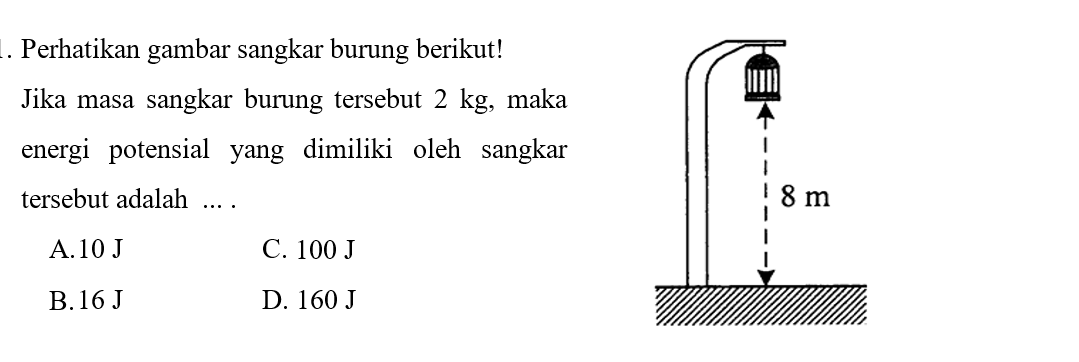 . Perhatikan gambar sangkar burung berikut!
Jika masa sangkar burung tersebut 2 kg, maka
energi potensial yang dimiliki oleh sangkar
tersebut adalah ... .
A. 10 J C. 100 J
B. 16 J D. 160 J
8 m